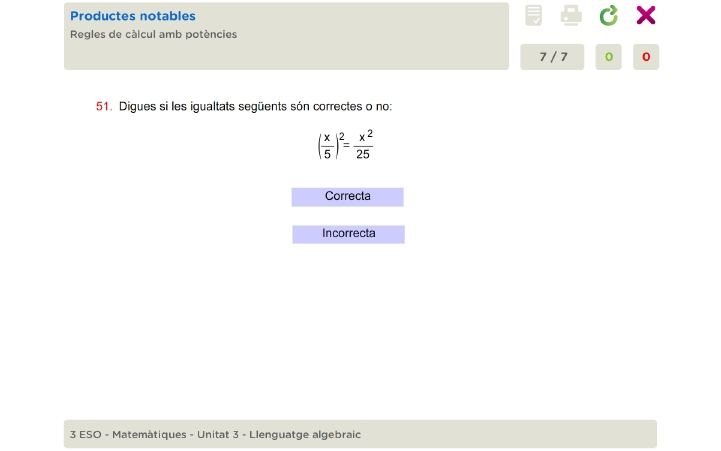 Productes notables
Regles de càlcul amb potències
7 / 7
0
0
51. Digues si les igualtats següents són correctes o no:
(x/5)² = x²/25
Correcta
Incorrecta
3 ESO - Matemàtiques - Unitat 3 - Llenguatge algebraic